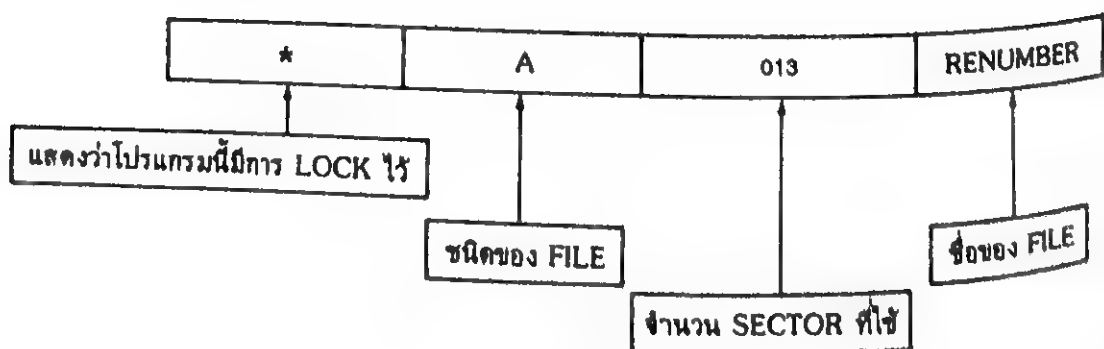 * A 013 RENUMBER
แสดงว่าโปรแกรมนี้มีการ LOCK ไว้
ชนิดของ FILE
ชื่อของ FILE
จำนวน SECTOR ที่ใช้